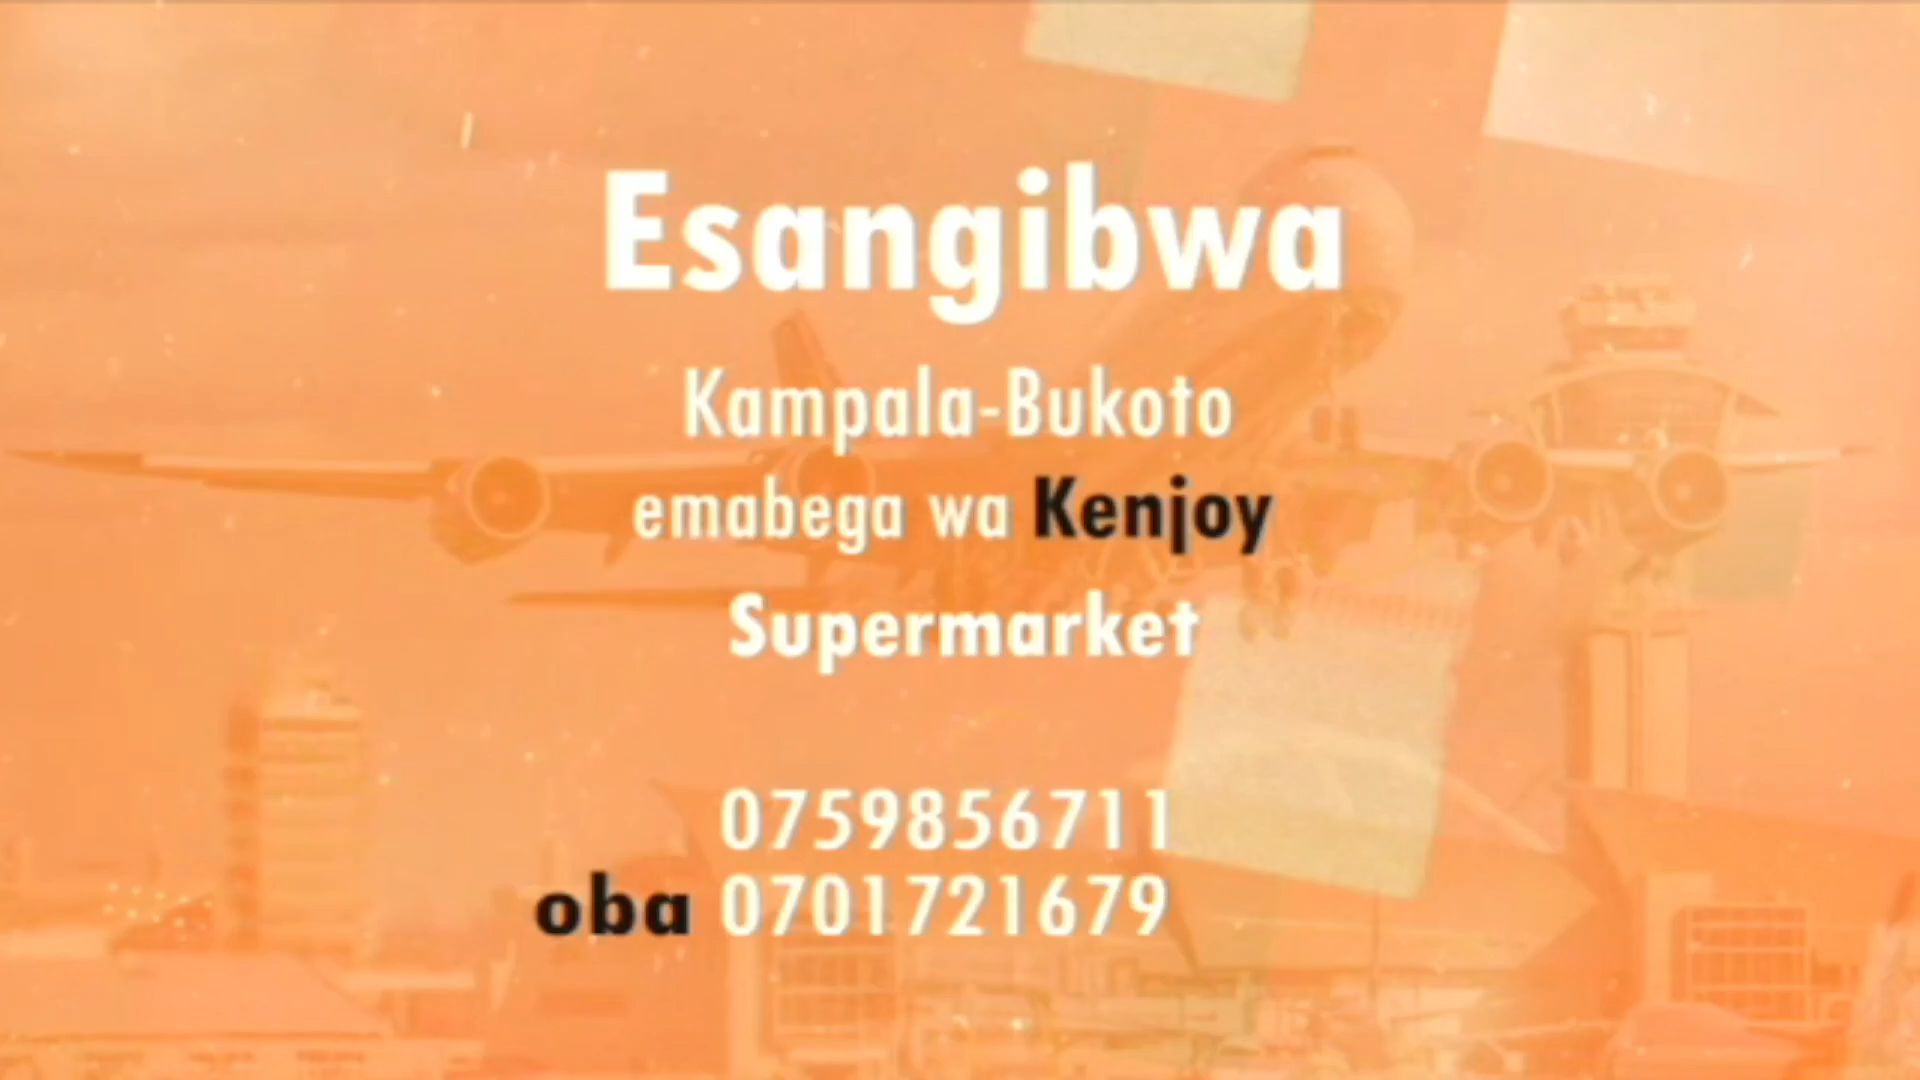 Esangibwa
Kampala-Bukoto
emabega wa Kenjoy
Supermarket
0759856711
oba 0701721679